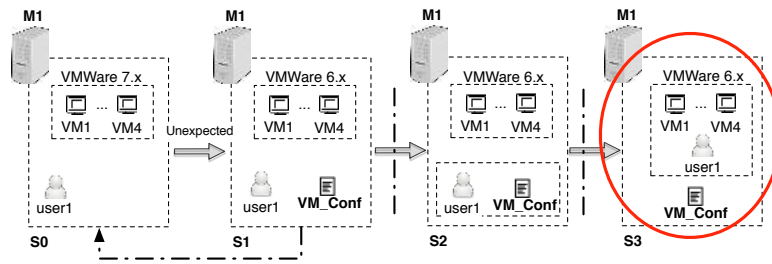 M1 M1 M1 M1
VMWare 7.x VMWare 6.x VMWare 6.x VMWare 6.x
... ... ... ...
VM1 VM4 VM1 VM4 VM1 VM4 VM1 VM4
Unexpected
user1
user1 user1 VM_Conf user1 VM_Conf
VM_Conf
S0 S1 S2 S3